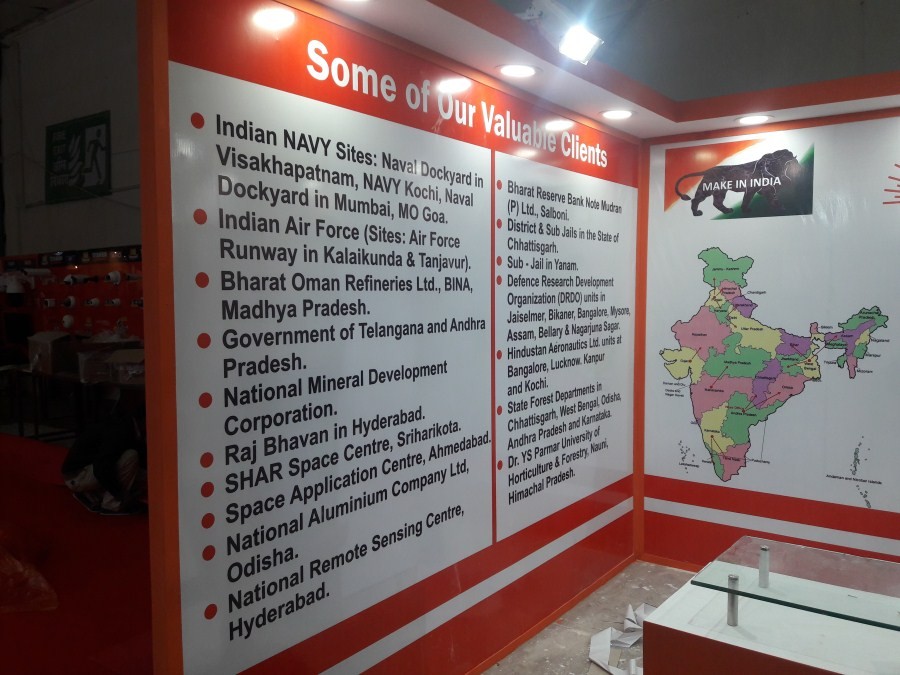 Some of Our Valuable Clients
Indian NAVY Sites: Naval Dockyard in
Visakhapatnam, NAVY Kochi, Naval
Dockyard in Mumbai, MO Goa.
Indian Air Force (Sites: Air Force
Runway in Kalaikunda & Tanjavur).
Bharat Oman Refineries Ltd., BINA,
Madhya Pradesh.
Government of Telangana and Andhra
Pradesh.
National Mineral Development
Corporation.
Raj Bhavan in Hyderabad.
SHAR Space Centre, Sriharikota.
Space Application Centre, Ahmedabad.
National Aluminium Company Ltd,
Odisha.
National Remote Sensing Centre,
Hyderabad.
Bharat Reserve Bank Note Mudran
(P) Ltd., Salboni.
District & Sub Jails in the State of
Chhattisgarh.
Sub - Jail in Yanam.
Defence Research Development
Organization (DRDO) units in
Jaiselmer, Bikaner, Bangalore, Mysore,
Assam, Bellary & Nagarjuna Sagar.
Hindustan Aeronautics Ltd. units at
Bangalore, Lucknow. Kanpur
and Kochi.
State Forest Departments in
Chhattisgarh, West Bengal, Odisha,
Andhra Pradesh and Karnataka.
Dr. YS Parmar University of
Horticulture & Forestry, Nauni,
Himachal Pradesh.
MAKE IN INDIA